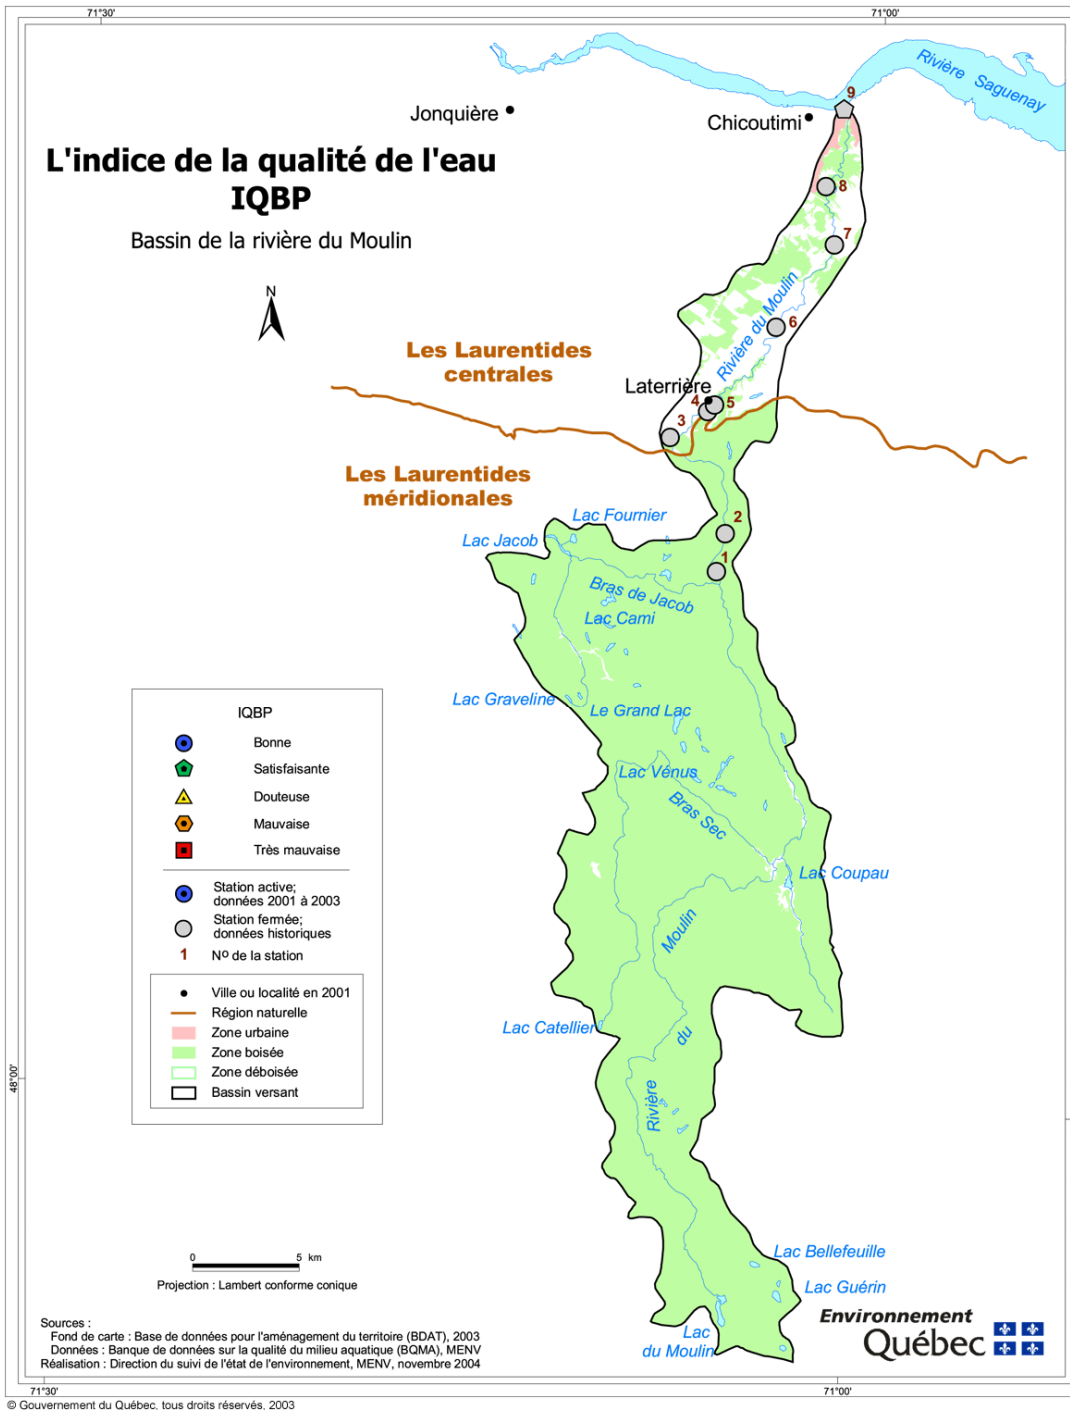 71°30'
71°00'
Rivière Saguenay
9
Jonquière
Chicoutimi
L'indice de la qualité de l'eau
IQBP
Bassin de la rivière du Moulin
8
7
N
Rivière du Moulin
6
Les Laurentides
centrales
Laterrière
4
5
3
Les Laurentides
méridionales
Lac Fournier
2
Lac Jacob
1
Bras de Jacob
Lac Cami
Lac Graveline
Le Grand Lac
Lac Vénus
Bras Sec
Lac Coupau
IQBP
Bonne
Satisfaisante
Douteuse
Mauvaise
Très mauvaise
Station active;
données 2001 à 2003
Station fermée;
données historiques
1 Nº de la station
Ville ou localité en 2001
Région naturelle
Zone urbaine
Zone boisée
Zone déboisée
Bassin versant
Moulin
Lac Catellier
du
48°00'
Rivière
0 5 km
Projection : Lambert conforme conique
Lac Bellefeuille
Lac Guérin
Lac
du Moulin
Environnement
Québec
Sources :
Fond de carte : Base de données pour l'aménagement du territoire (BDAT), 2003
Données : Banque de données sur la qualité du milieu aquatique (BQMA), MENV
Réalisation : Direction du suivi de l'état de l'environnement, MENV, novembre 2004
71°30'
71°00'
© Gouvernement du Québec, tous droits réservés, 2003